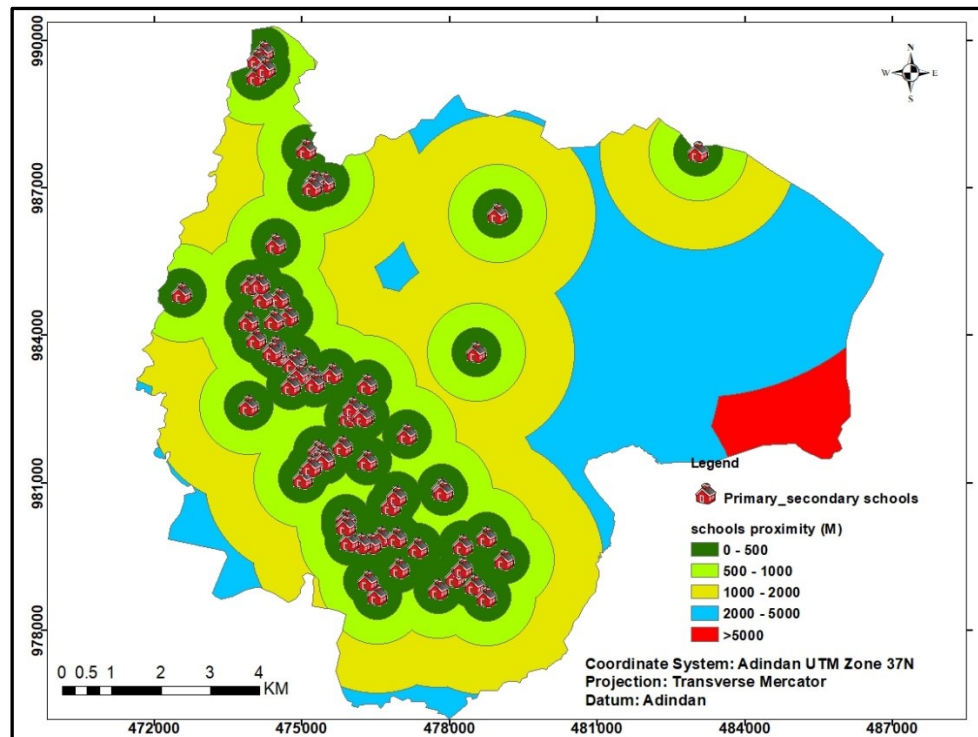 990000
987000
984000
981000
978000
N
W E
S
Legend
Primary_secondary schools
schools proximity (M)
0 - 500
500 - 1000
1000 - 2000
2000 - 5000
>5000
Coordinate System: Adindan UTM Zone 37N
Projection: Transverse Mercator
Datum: Adindan
0 0.5 1 2 3 4
KM
472000 475000 478000 481000 484000 487000